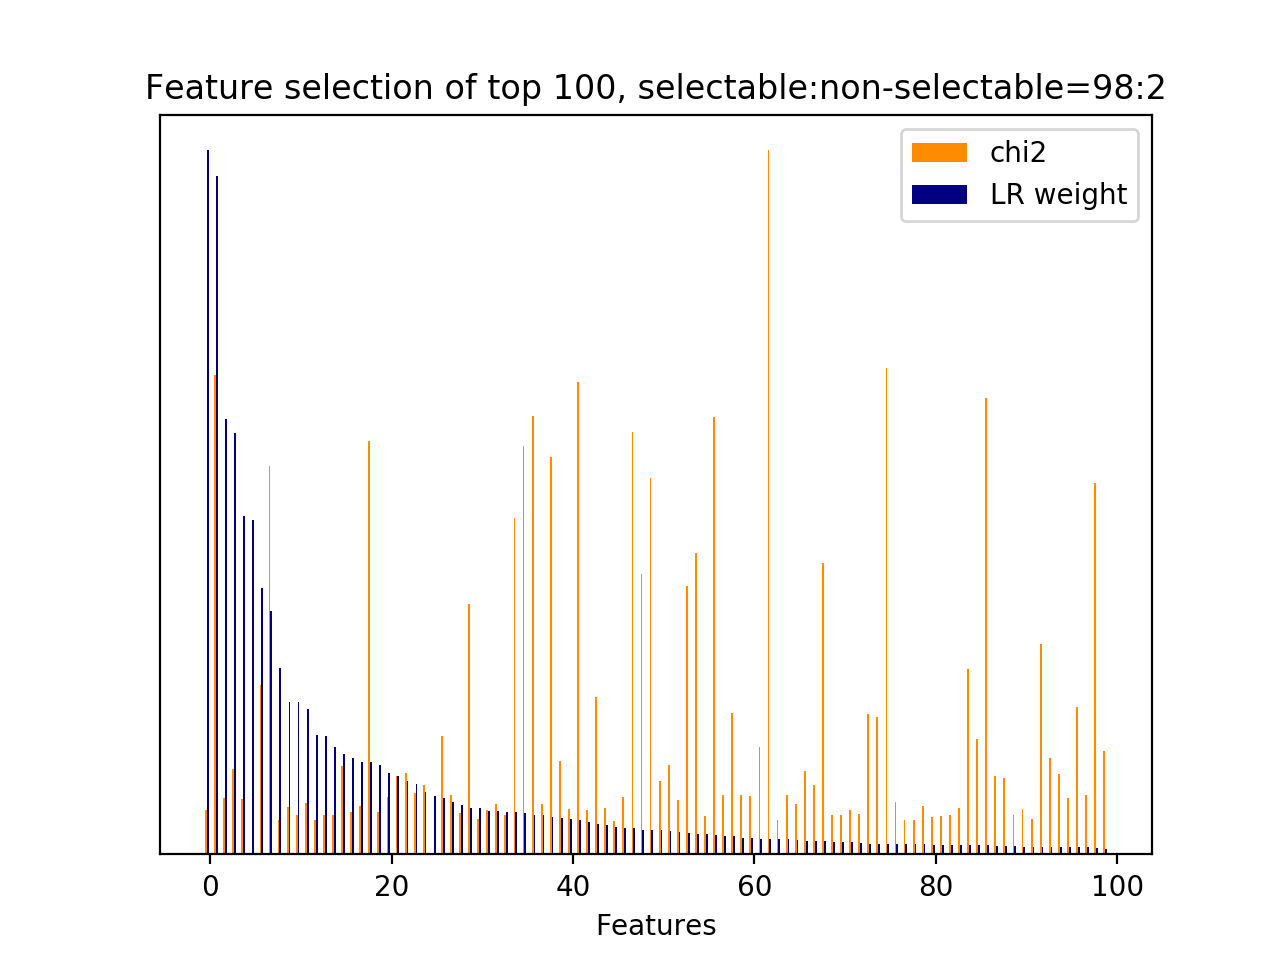 Feature selection of top 100, selectable:non-selectable=98:2
chi2
LR weight
0 20 40 60 80 100
Features